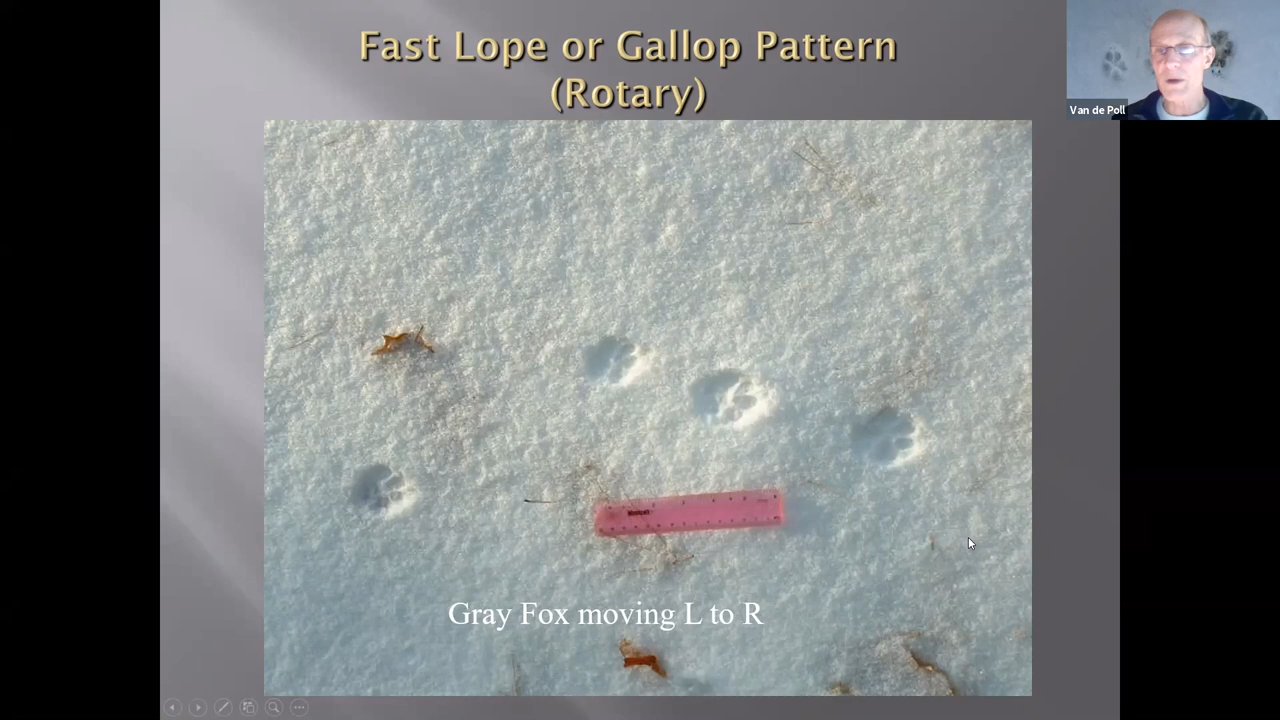 Fast Lope or Gallop Pattern
(Rotary)
Van de Poll
Gray Fox moving L to R